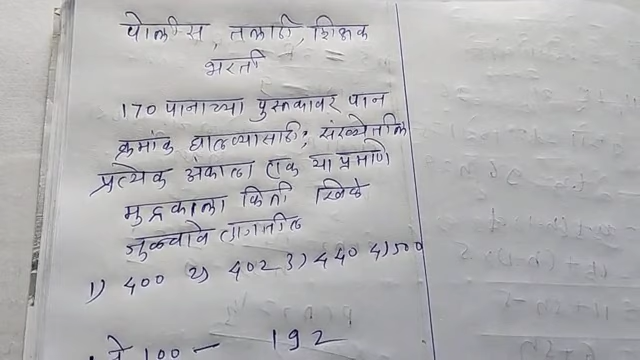 पोलीस, तलाठी, शिक्षक
भरती
170 पानाच्या पुस्तकावर पान
क्रमांक घालण्यासाठी; संख्येतील
प्रत्येक अंकाला एक या प्रमाणे
मुद्रकाला किती खिळे
जुळवावे लागतील
1) 400 2) 402 3) 440 4) 500
1 ते 100 - 192